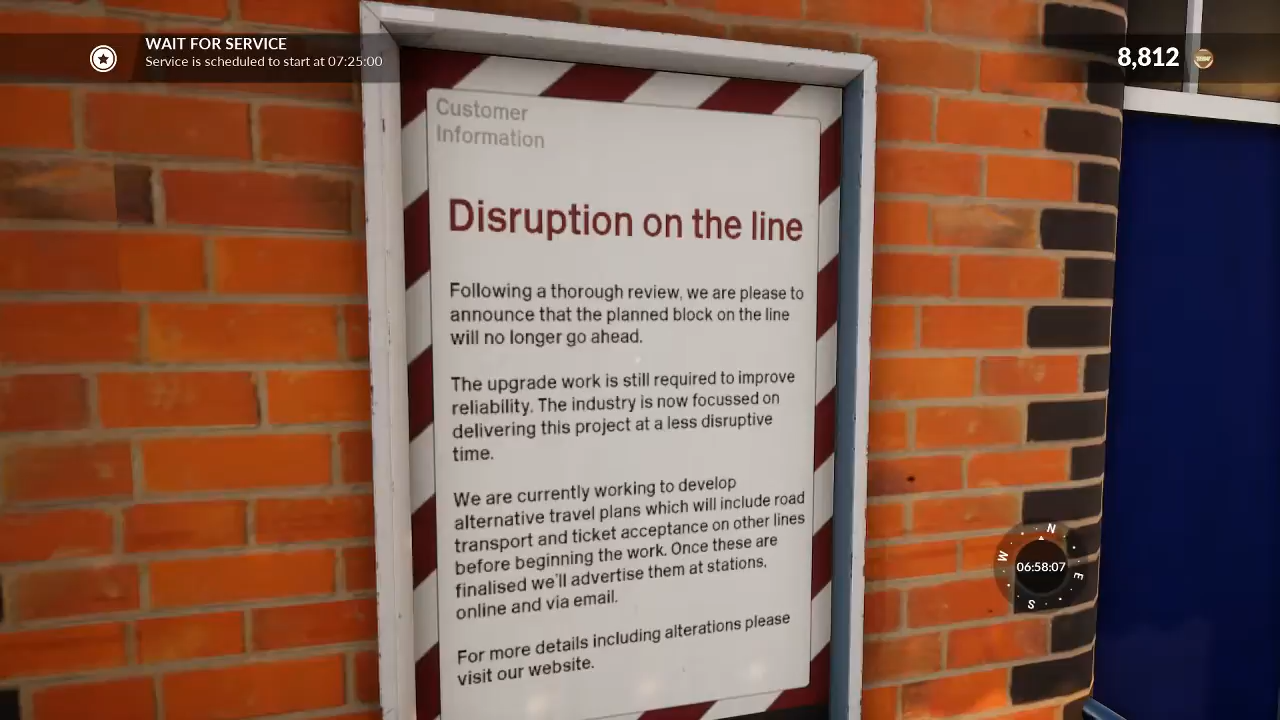 WAIT FOR SERVICE
Service is scheduled to start at 07:25:00
8,812
Customer
Information
Disruption on the line
Following a thorough review, we are please to
announce that the planned block on the line
will no longer go ahead.
The upgrade work is still required to improve
reliability. The industry is now focussed on
delivering this project at a less disruptive
time.
We are currently working to develop
alternative travel plans which will include road
transport and ticket acceptance on other lines
before beginning the work. Once these are
finalised we'll advertise them at stations,
online and via email.
For more details including alterations please
visit our website.
N
W
06:58:07
E
S